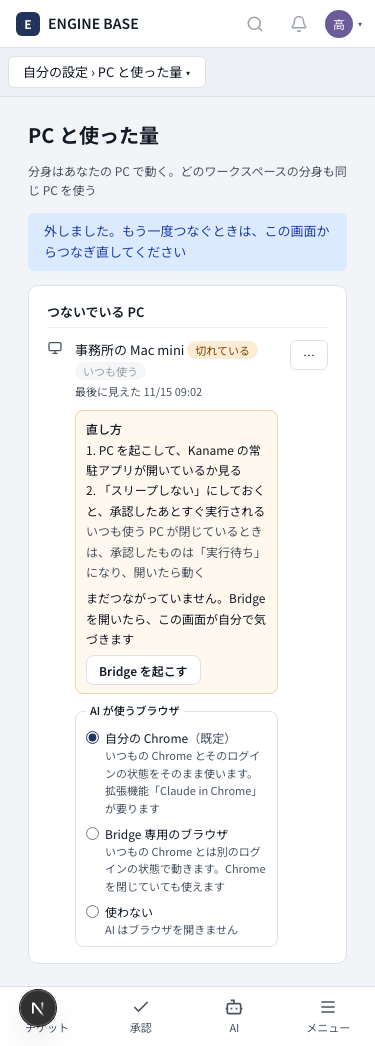 E ENGINE BASE 高 ▾
自分の設定 › PC と使った量 ▾
PC と使った量
分身はあなたの PC で動く。どのワークスペースの分身も同
じ PC を使う
外しました。もう一度つなぐときは、この画面か
らつなぎ直してください
つないでいる PC
事務所の Mac mini 切れている …
いつも使う
最後に見えた 11/15 09:02
直し方
1. PC を起こして、Kaname の常
駐アプリが開いているか見る
2. 「スリープしない」にしておく
と、承認したあとすぐ実行される
いつも使う PC が閉じているとき
は、承認したものは「実行待ち」
になり、開いたら動く
まだつながっていません。Bridge
を開いたら、この画面が自分で気
づきます
Bridge を起こす
AI が使うブラウザ
自分の Chrome（既定）
いつもの Chrome とそのログイ
ンの状態をそのまま使います。
拡張機能「Claude in Chrome」
が要ります
Bridge 専用のブラウザ
いつもの Chrome とは別のログ
インの状態で動きます。Chrome
を閉じていても使えます
使わない
AI はブラウザを開きません
N
チケット 承認 AI メニュー